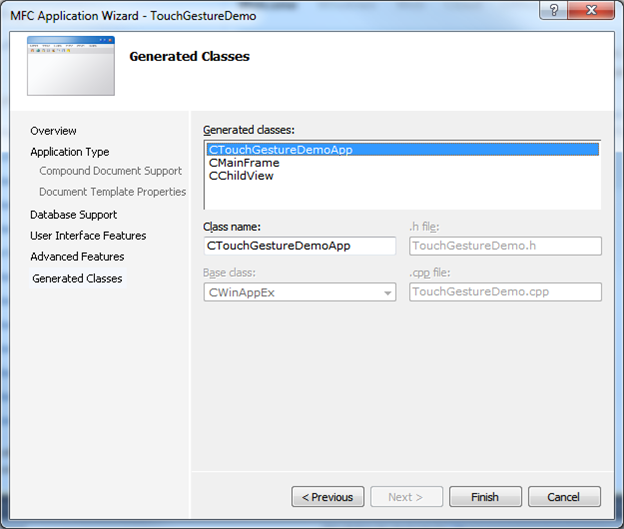 MFC Application Wizard - TouchGestureDemo
?
Generated Classes
Overview
Application Type
Compound Document Support
Document Template Properties
Database Support
User Interface Features
Advanced Features
Generated Classes
Generated classes:
CTouchGestureDemoApp
CMainFrame
CChildView
Class name:
.h file:
CTouchGestureDemoApp
TouchGestureDemo.h
Base class:
.cpp file:
CWinAppEx
TouchGestureDemo.cpp
< Previous
Next >
Finish
Cancel